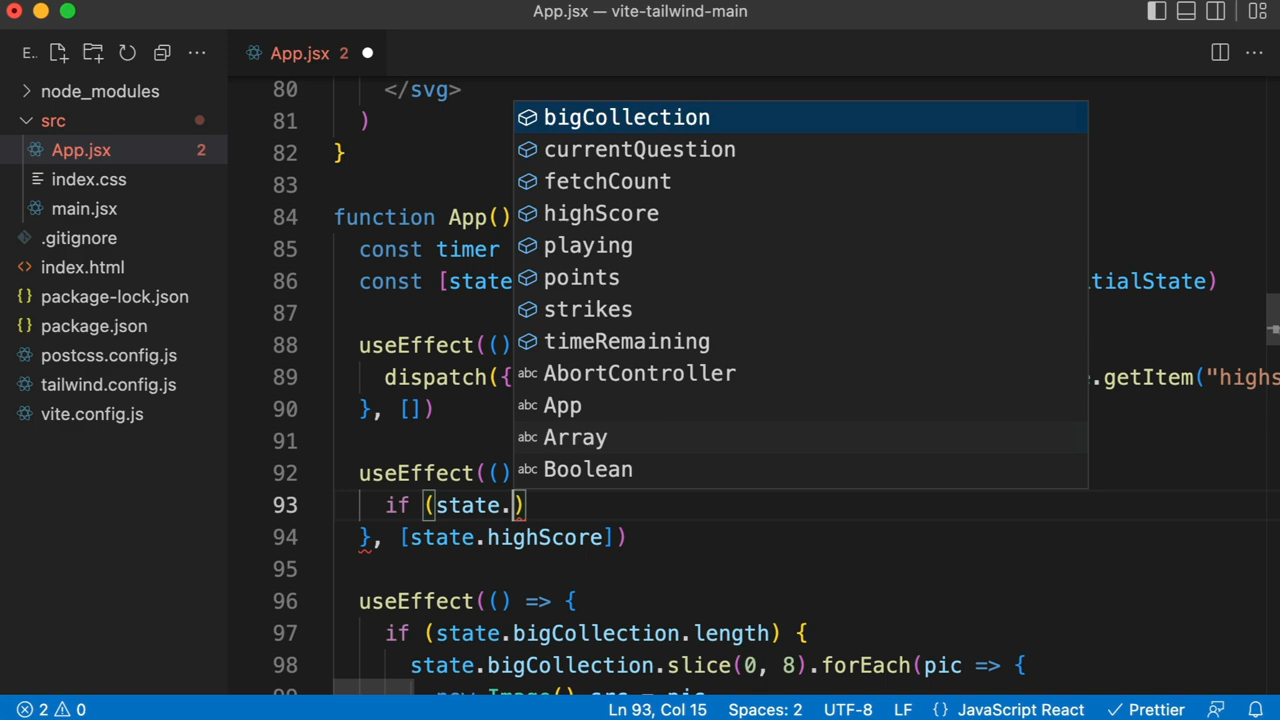 App.jsx — vite-tailwind-main
E..
App.jsx 2
node_modules
src
App.jsx 2
index.css
main.jsx
.gitignore
index.html
package-lock.json
package.json
postcss.config.js
tailwind.config.js
vite.config.js
80 </svg>
81 )
82 }
83
84 function App()
85 const timer
86 const [state tialState)
87
88 useEffect(()
89 dispatch({ .getItem("highs
90 }, [])
91
92 useEffect(()
93 if (state.)
94 }, [state.highScore])
95
96 useEffect(() => {
97 if (state.bigCollection.length) {
98 state.bigCollection.slice(0, 8).forEach(pic => {
99 new Image().src = pic
bigCollection
currentQuestion
fetchCount
highScore
playing
points
strikes
timeRemaining
abc AbortController
abc App
abc Array
abc Boolean
2 0 Ln 93, Col 15 Spaces: 2 UTF-8 LF {} JavaScript React Prettier